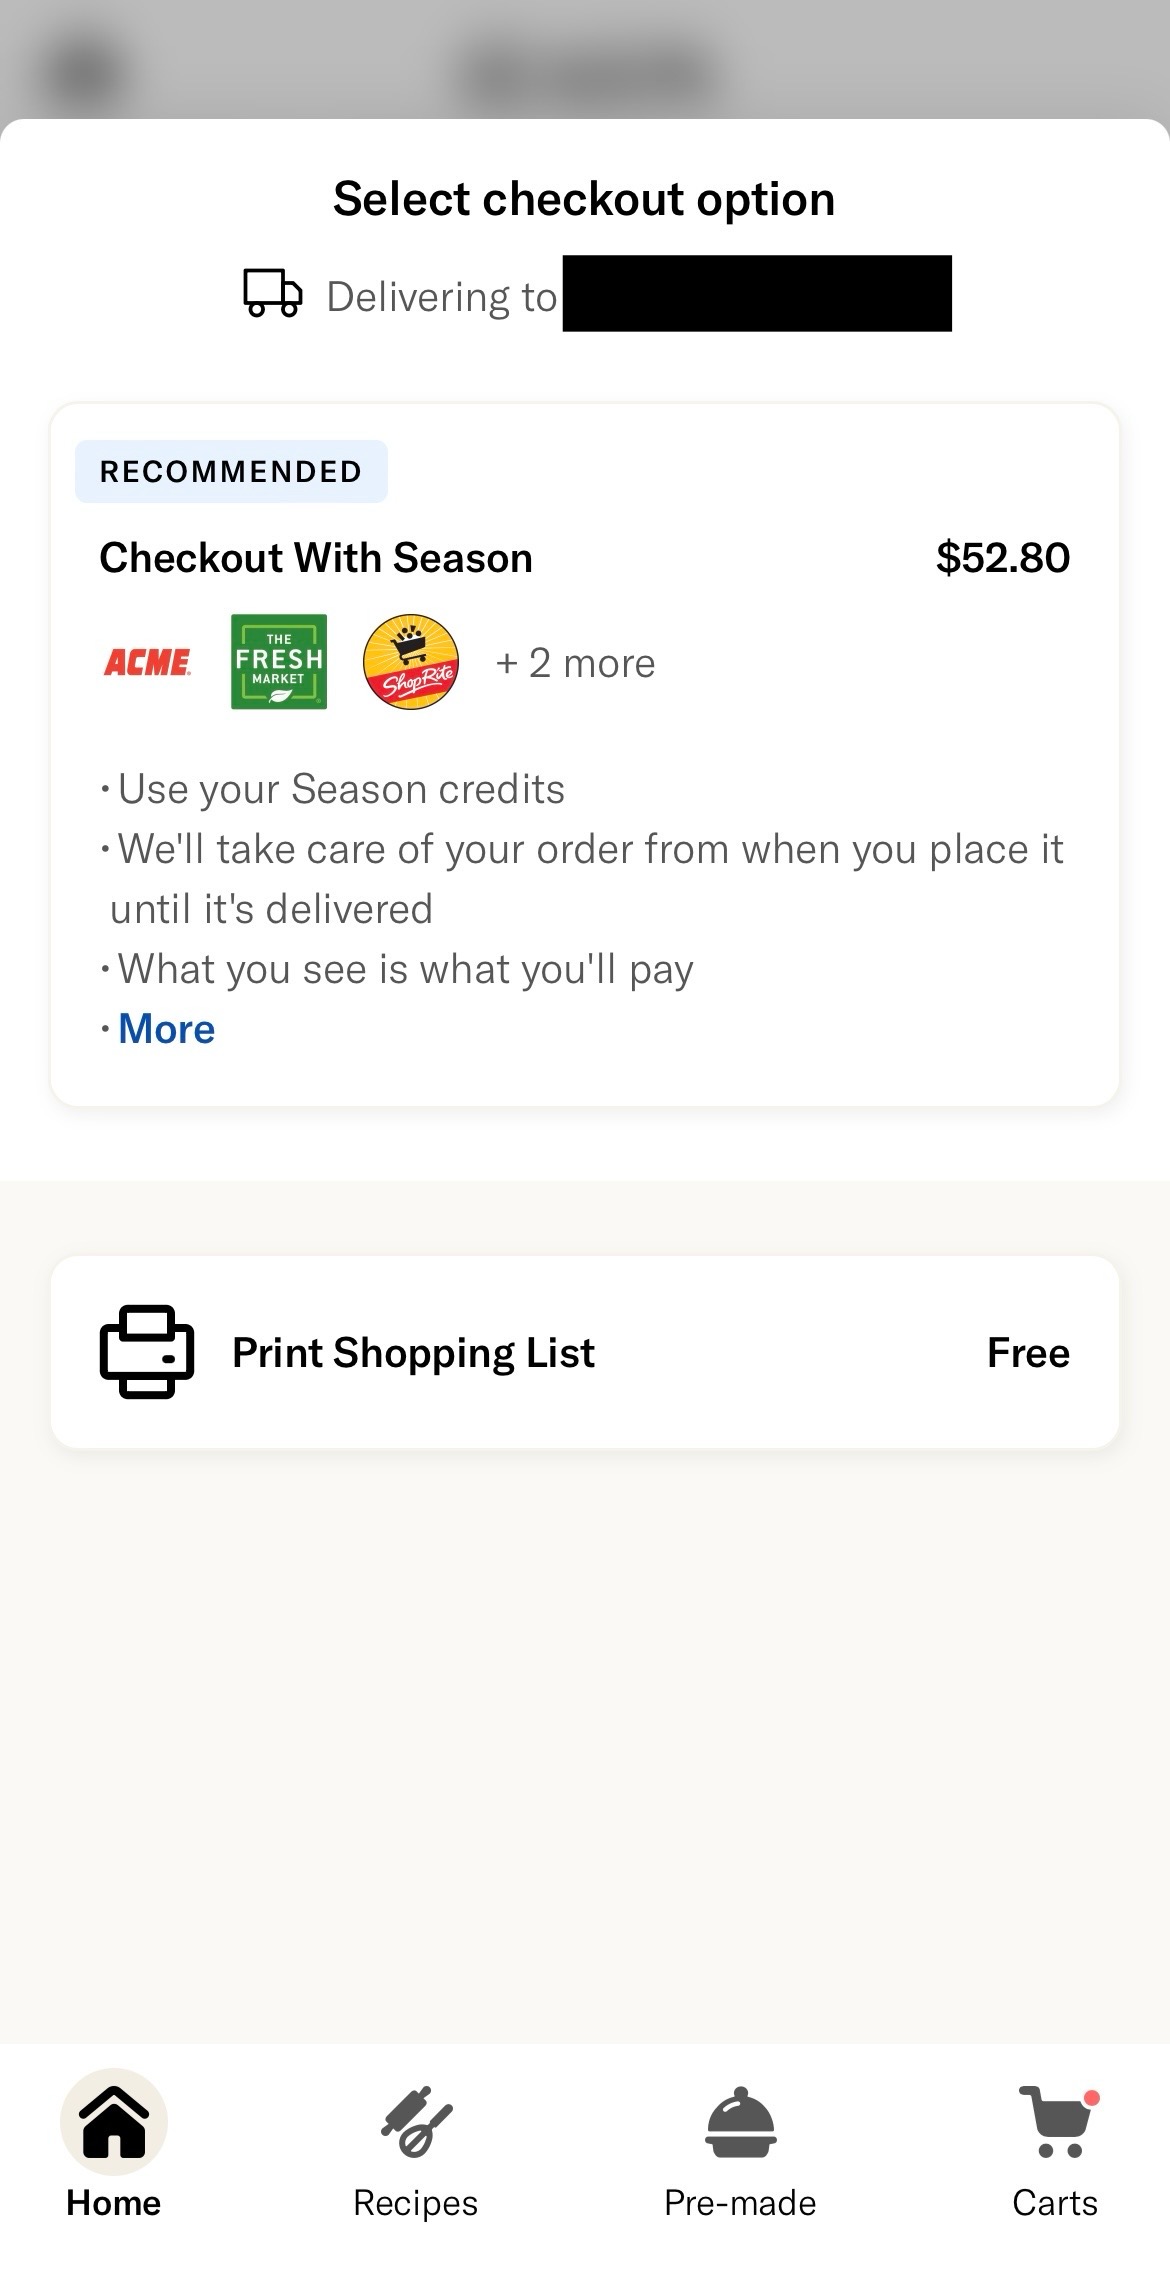 Select checkout option
Delivering to
RECOMMENDED
Checkout With Season $52.80
ACME
THE
FRESH
MARKET
ShopRite
+ 2 more
· Use your Season credits
· We'll take care of your order from when you place it
until it's delivered
· What you see is what you'll pay
· More
Print Shopping List Free
Home Recipes Pre-made Carts